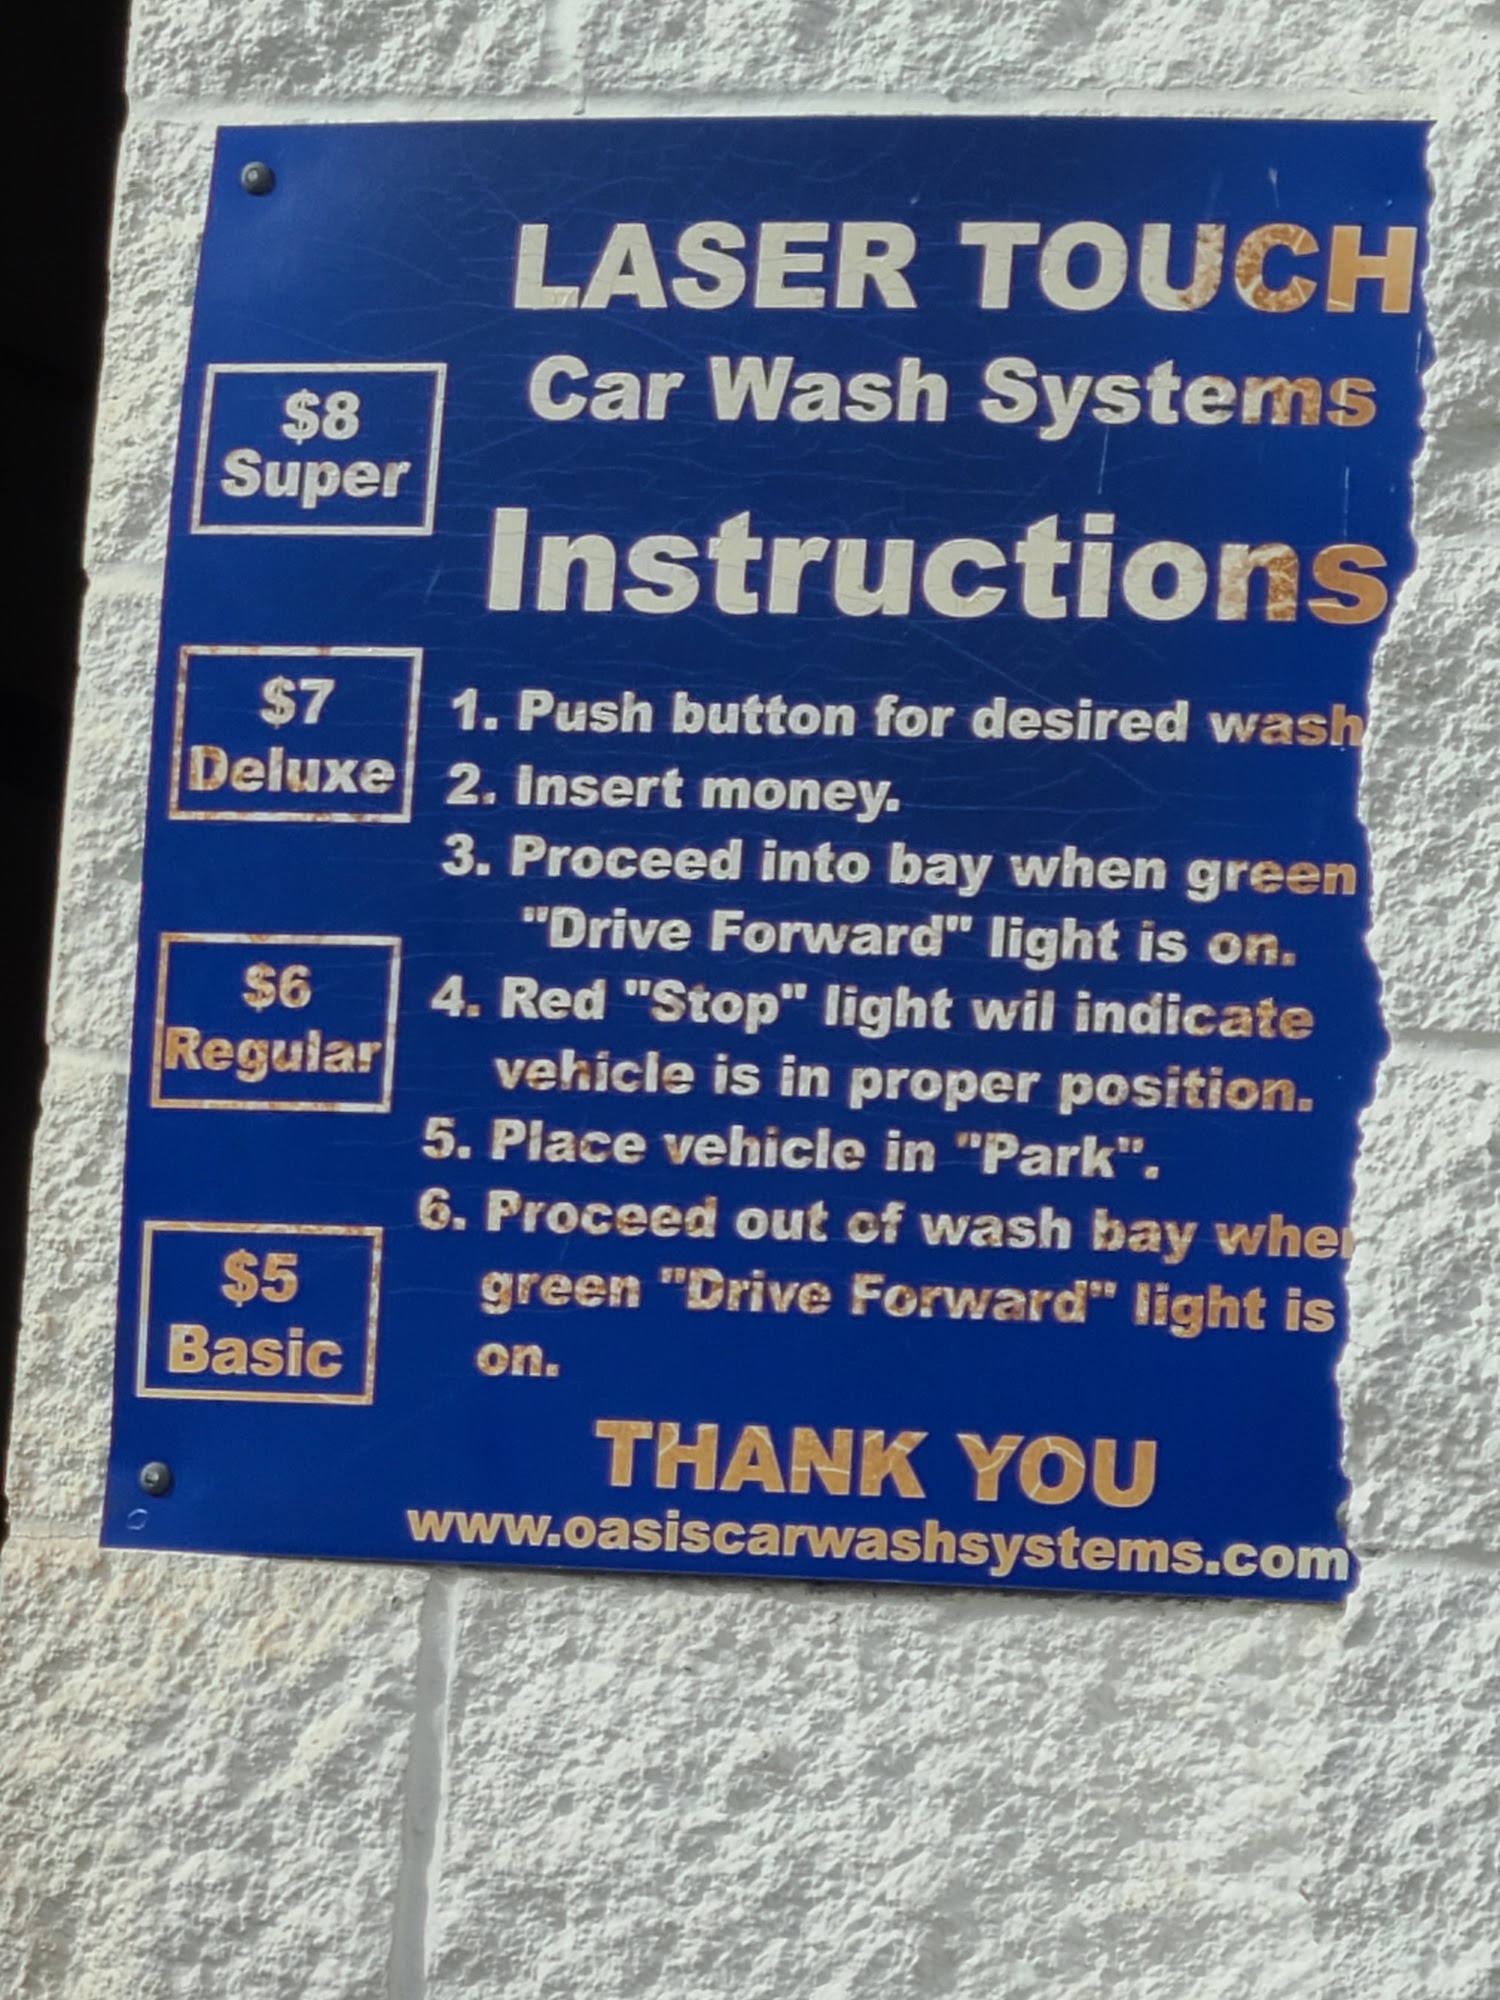 LASER TOUCH
Car Wash Systems
Instructions
$8
Super
$7
Deluxe
$6
Regular
$5
Basic
1. Push button for desired wash
2. Insert money.
3. Proceed into bay when green
"Drive Forward" light is on.
4. Red "Stop" light wil indicate
vehicle is in proper position.
5. Place vehicle in "Park".
6. Proceed out of wash bay when
green "Drive Forward" light is
on.
THANK YOU
www.oasiscarwashsystems.com